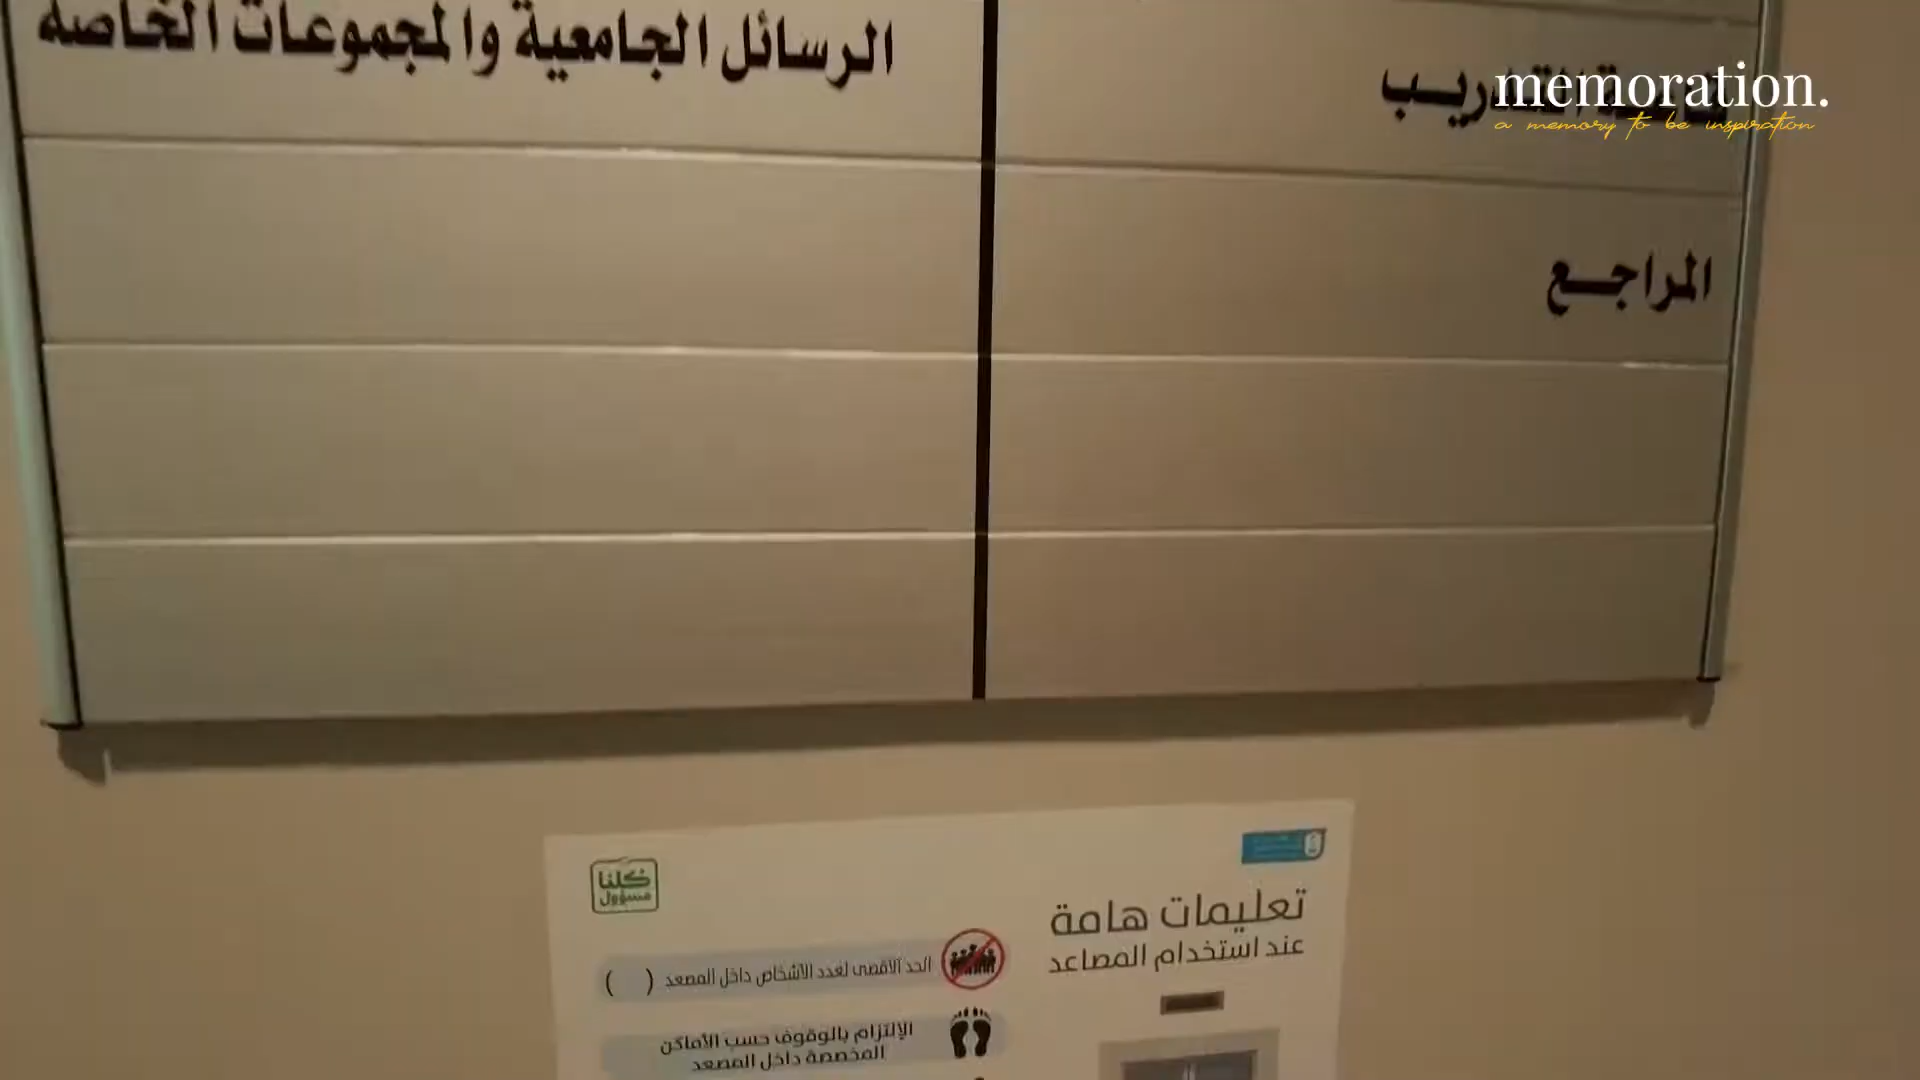 الرسائل الجامعية والمجموعات الخاصة
التدريب
memoration.
a memory to be inspiration
المراجع
كلنا
مسؤول
تعليمات هامة
عند استخدام المصاعد
الحد الأقصى لعدد الأشخاص داخل المصعد ( )
الإلتزام بالوقوف حسب الأماكن
المخصصة داخل المصعد